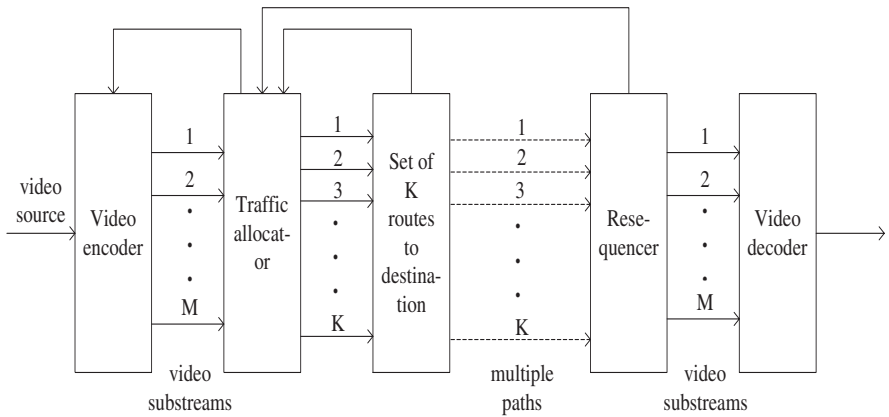 video
source
Video
encoder
1
2
M
video
substreams
Traffic
allocat-
or
1
2
3
K
Set of
K
routes
to
destina-
tion
1
2
3
K
multiple
paths
Rese-
quencer
1
2
M
video
substreams
Video
decoder